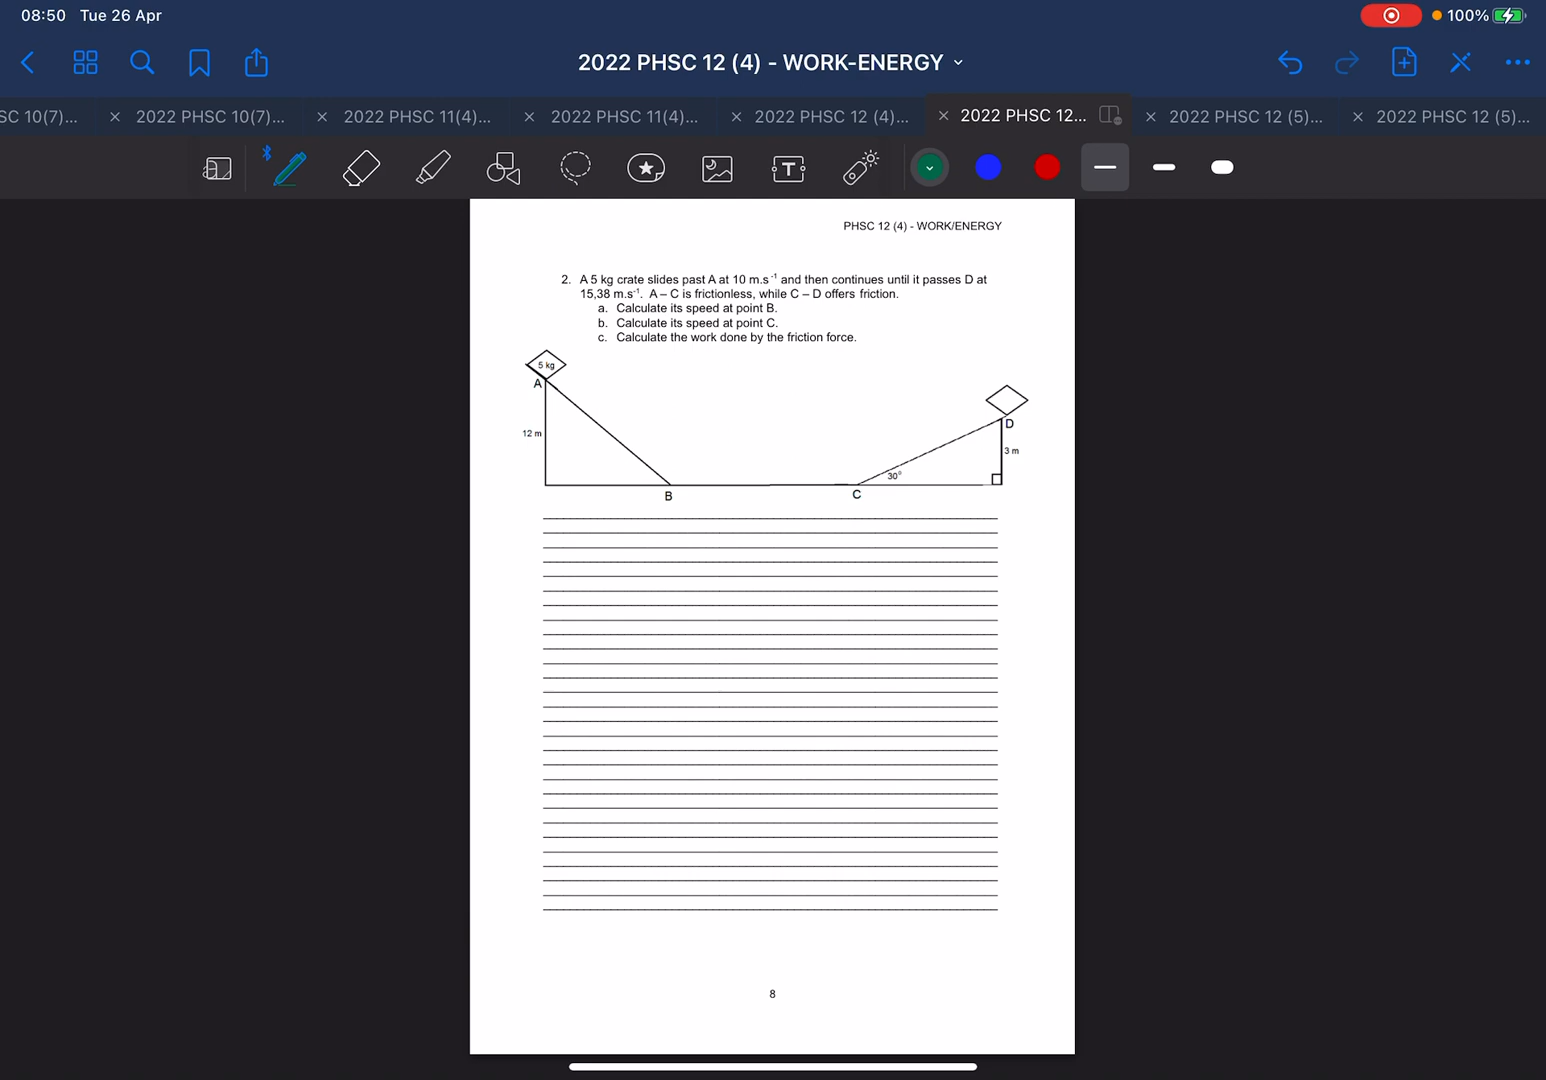 08:50 Tue 26 Apr
100%
2022 PHSC 12 (4) - WORK-ENERGY
SC 10(7)... 2022 PHSC 10(7)... 2022 PHSC 11(4)... 2022 PHSC 11(4)... 2022 PHSC 12 (4)... 2022 PHSC 12... 2022 PHSC 12 (5)... 2022 PHSC 12 (5)...
T
PHSC 12 (4) - WORK/ENERGY
2. A 5 kg crate slides past A at 10 m.s⁻¹ and then continues until it passes D at
15,38 m.s⁻¹. A – C is frictionless, while C – D offers friction.
a. Calculate its speed at point B.
b. Calculate its speed at point C.
c. Calculate the work done by the friction force.
5 kg
A
D
12 m
3 m
30°
B
C
8